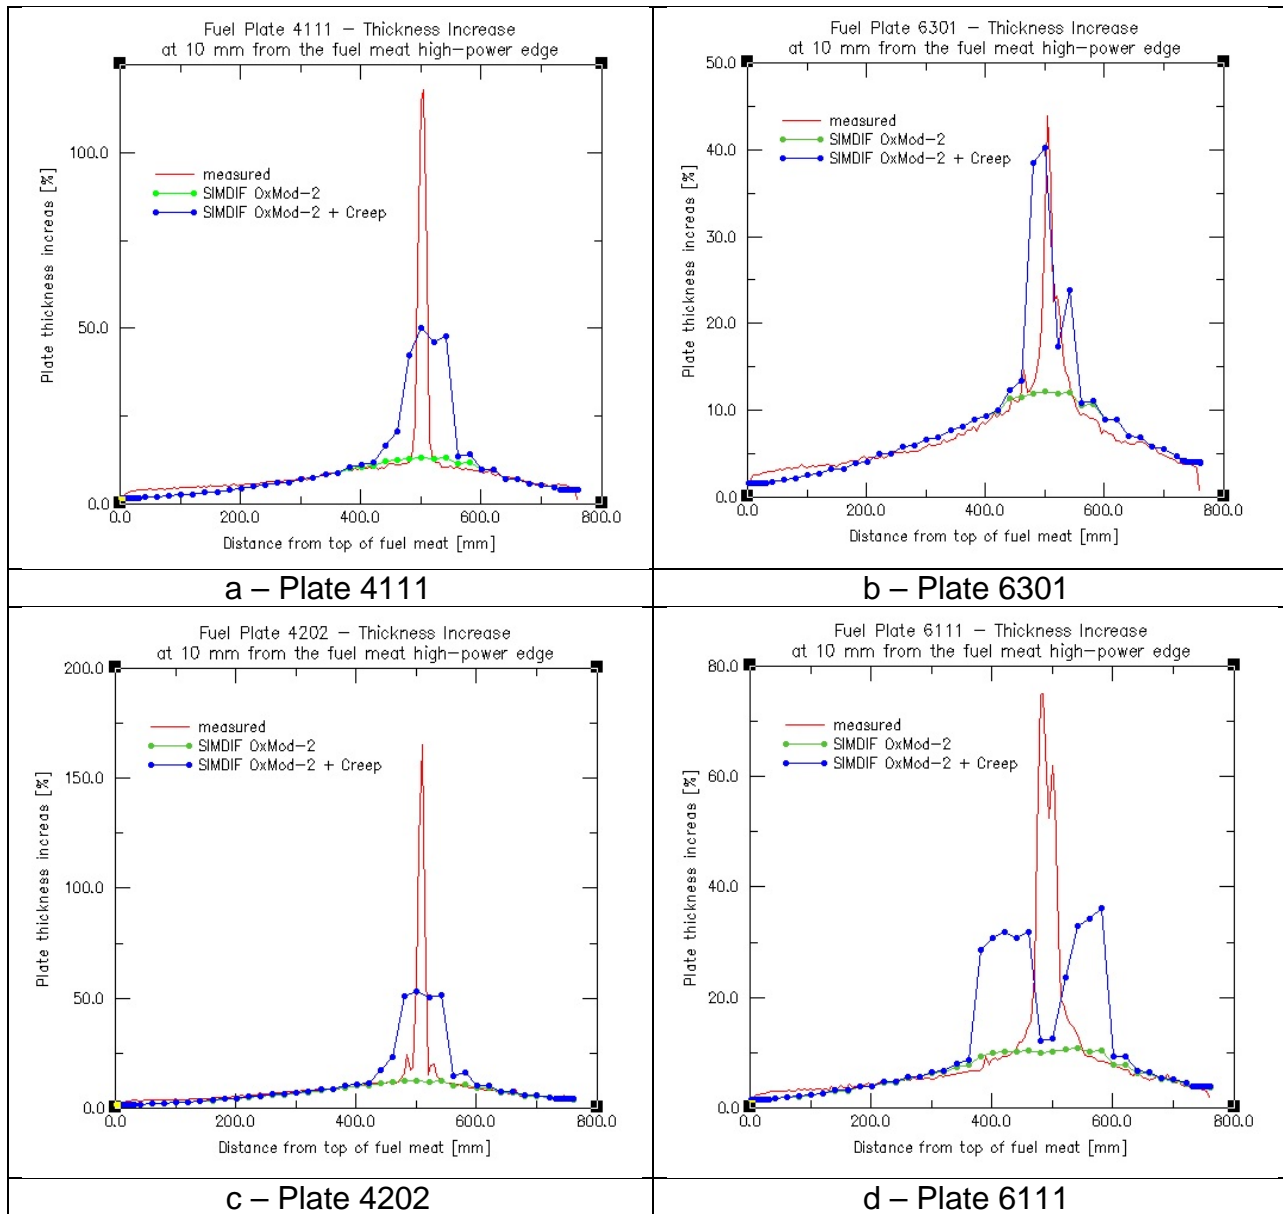 Fuel Plate 4111 – Thickness Increase
at 10 mm from the fuel meat high–power edge
100.0
50.0
0.0
measured
SIMDIF OxMod–2
SIMDIF OxMod–2 + Creep
Plate thickness increas [%]
0.0 200.0 400.0 600.0 800.0
Distance from top of fuel meat [mm]
a – Plate 4111
Fuel Plate 6301 – Thickness Increase
at 10 mm from the fuel meat high–power edge
50.0
40.0
30.0
20.0
10.0
0.0
measured
SIMDIF OxMod–2
SIMDIF OxMod–2 + Creep
Plate thickness increas [%]
0.0 200.0 400.0 600.0 800.0
Distance from top of fuel meat [mm]
b – Plate 6301
Fuel Plate 4202 – Thickness Increase
at 10 mm from the fuel meat high–power edge
200.0
150.0
100.0
50.0
0.0
measured
SIMDIF OxMod–2
SIMDIF OxMod–2 + Creep
Plate thickness increas [%]
0.0 200.0 400.0 600.0 800.0
Distance from top of fuel meat [mm]
c – Plate 4202
Fuel Plate 6111 – Thickness Increase
at 10 mm from the fuel meat high–power edge
80.0
60.0
40.0
20.0
0.0
measured
SIMDIF OxMod–2
SIMDIF OxMod–2 + Creep
Plate thickness increas [%]
0.0 200.0 400.0 600.0 800.0
Distance from top of fuel meat [mm]
d – Plate 6111